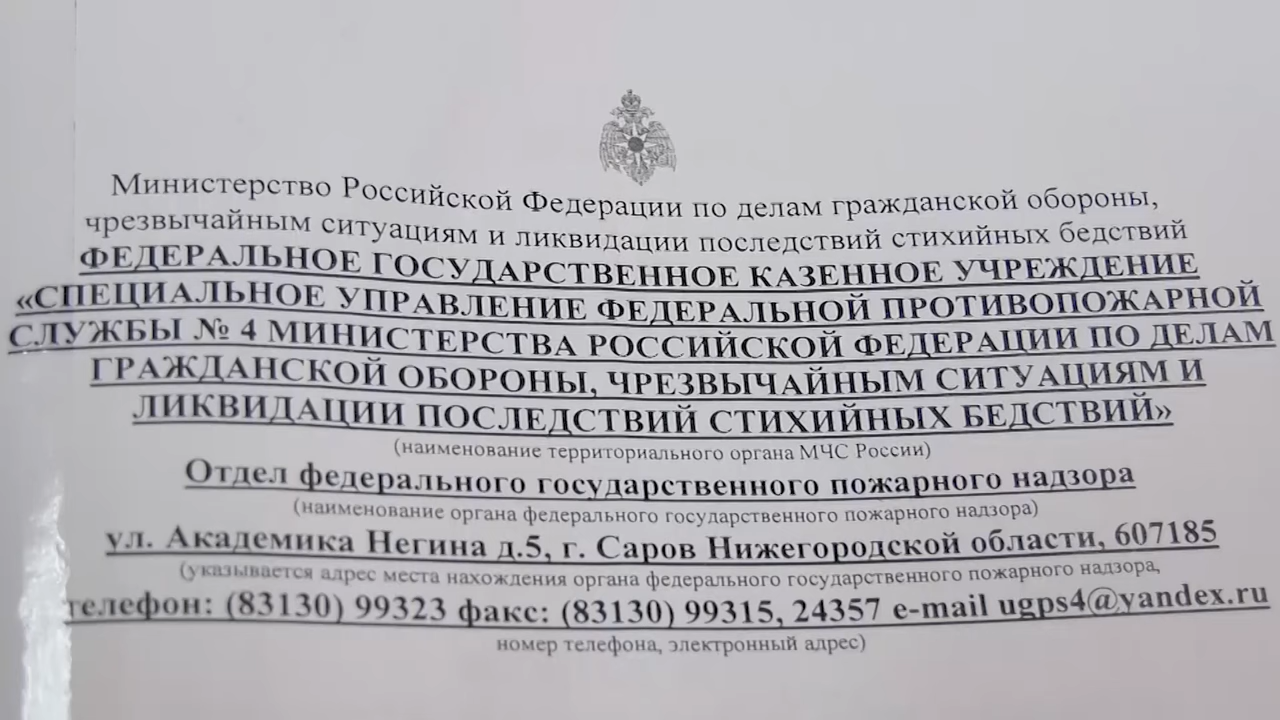 Министерство Российской Федерации по делам гражданской обороны,
чрезвычайным ситуациям и ликвидации последствий стихийных бедствий
ФЕДЕРАЛЬНОЕ ГОСУДАРСТВЕННОЕ КАЗЕННОЕ УЧРЕЖДЕНИЕ
«СПЕЦИАЛЬНОЕ УПРАВЛЕНИЕ ФЕДЕРАЛЬНОЙ ПРОТИВОПОЖАРНОЙ
СЛУЖБЫ № 4 МИНИСТЕРСТВА РОССИЙСКОЙ ФЕДЕРАЦИИ ПО ДЕЛАМ
ГРАЖДАНСКОЙ ОБОРОНЫ, ЧРЕЗВЫЧАЙНЫМ СИТУАЦИЯМ И
ЛИКВИДАЦИИ ПОСЛЕДСТВИЙ СТИХИЙНЫХ БЕДСТВИЙ»
(наименование территориального органа МЧС России)
Отдел федерального государственного пожарного надзора
(наименование органа федерального государственного пожарного надзора)
ул. Академика Негина д.5, г. Саров Нижегородской области, 607185
(указывается адрес места нахождения органа федерального государственного пожарного надзора,
телефон: (83130) 99323 факс: (83130) 99315, 24357 e-mail ugps4@yandex.ru
номер телефона, электронный адрес)